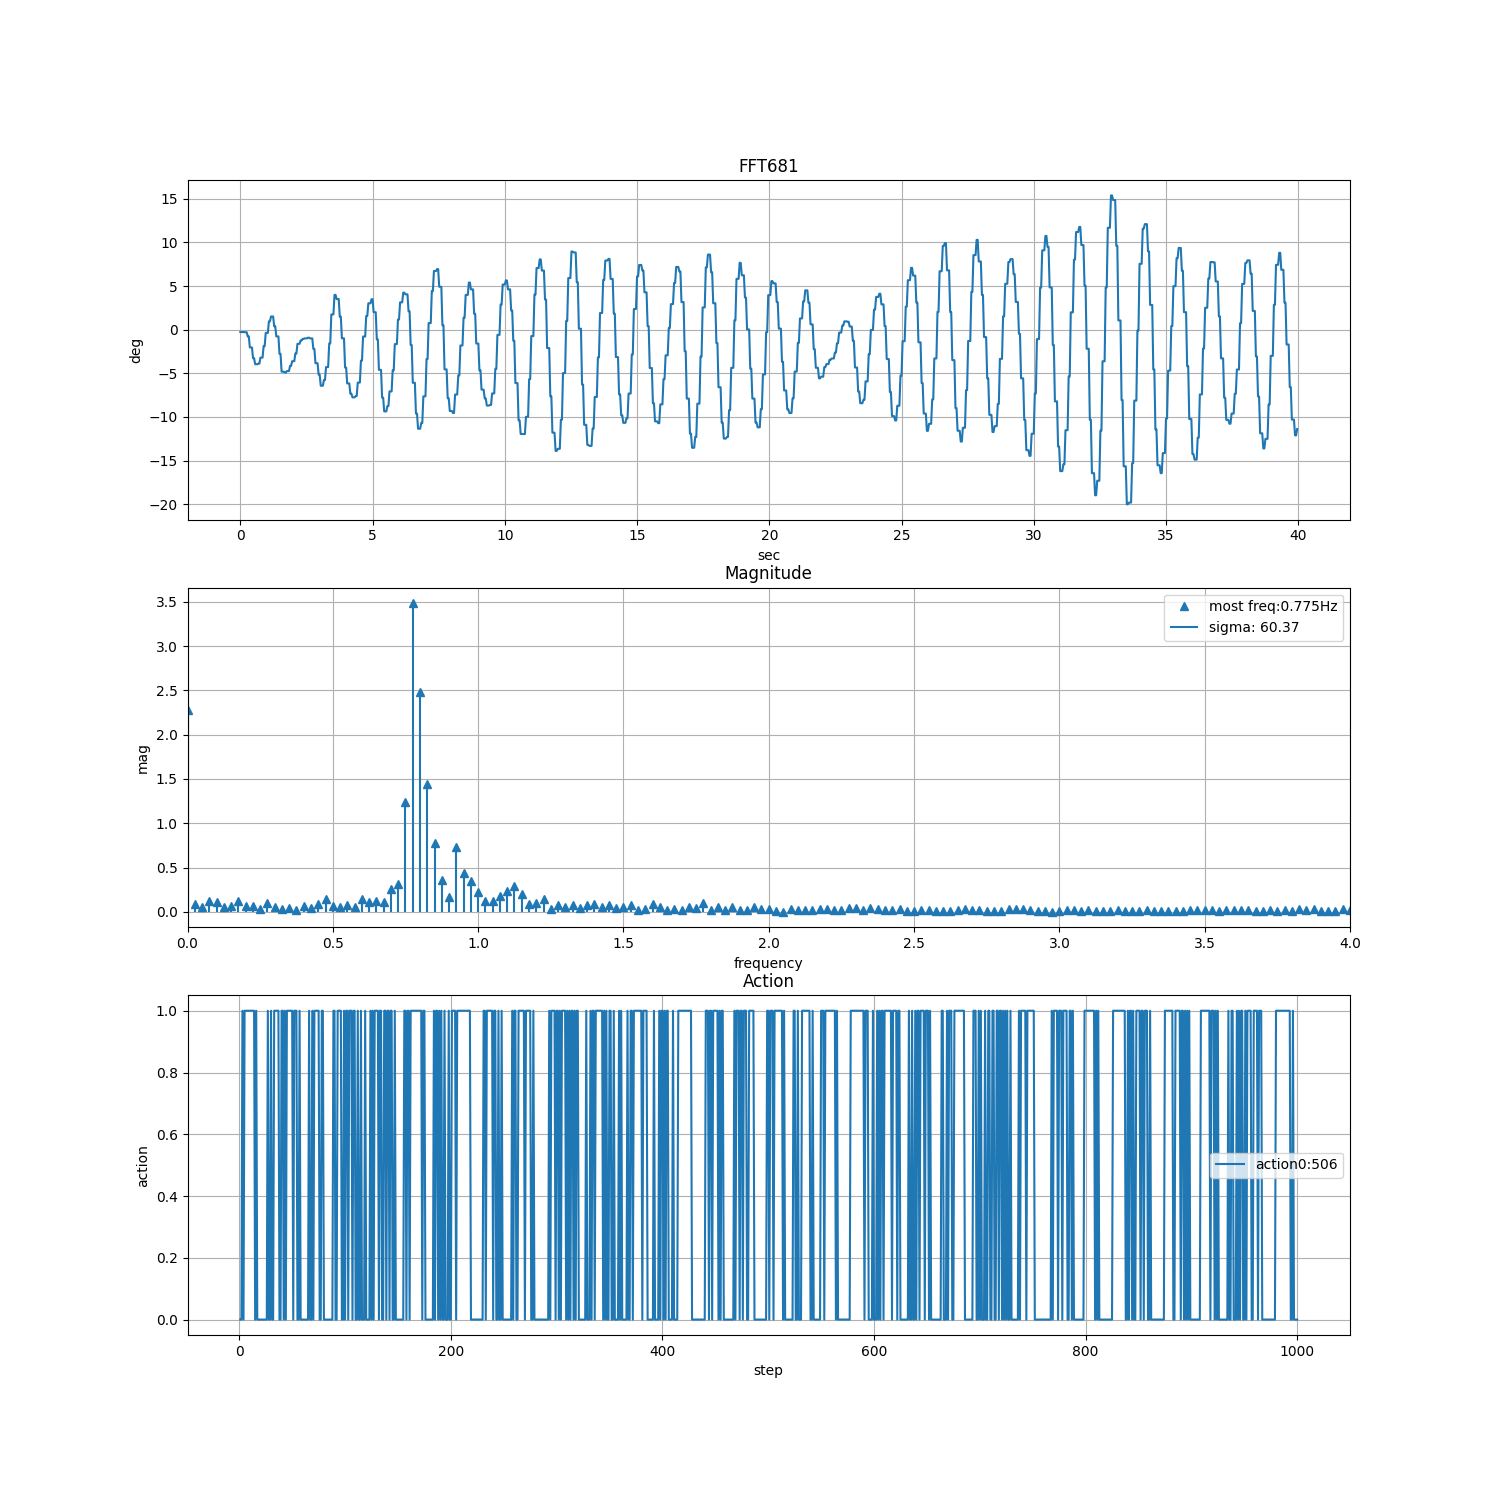 FFT681
15
10
5
0
−5
−10
−15
−20
deg
0 5 10 15 20 25 30 35 40
sec
Magnitude
3.5
3.0
2.5
2.0
1.5
1.0
0.5
0.0
mag
most freq:0.775Hz
sigma: 60.37
0.0 0.5 1.0 1.5 2.0 2.5 3.0 3.5 4.0
frequency
Action
1.0
0.8
0.6
0.4
0.2
0.0
action
action0:506
0 200 400 600 800 1000
step